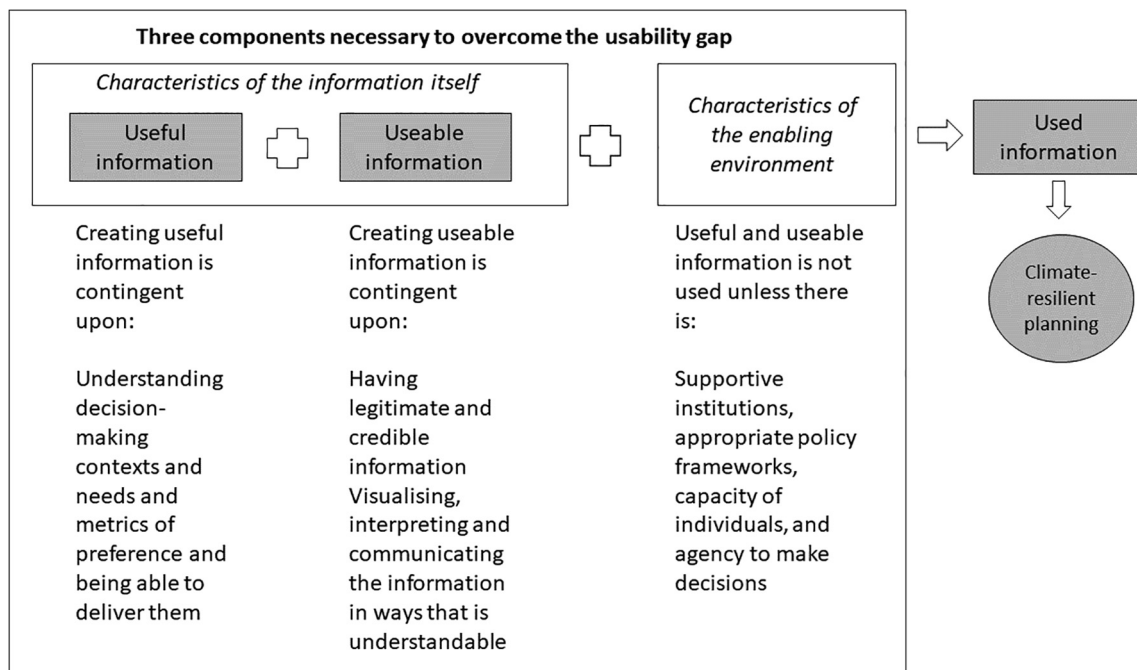 Three components necessary to overcome the usability gap
Characteristics of the information itself
Useful
information
Useable
information
Characteristics of
the enabling
environment
Used
information
Climate-
resilient
planning
Creating useful
information is
contingent
upon:
Understanding
decision-
making
contexts and
needs and
metrics of
preference and
being able to
deliver them
Creating useable
information is
contingent
upon:
Having
legitimate and
credible
information
Visualising,
interpreting and
communicating
the information
in ways that is
understandable
Useful and useable
information is not
used unless there
is:
Supportive
institutions,
appropriate policy
frameworks,
capacity of
individuals, and
agency to make
decisions